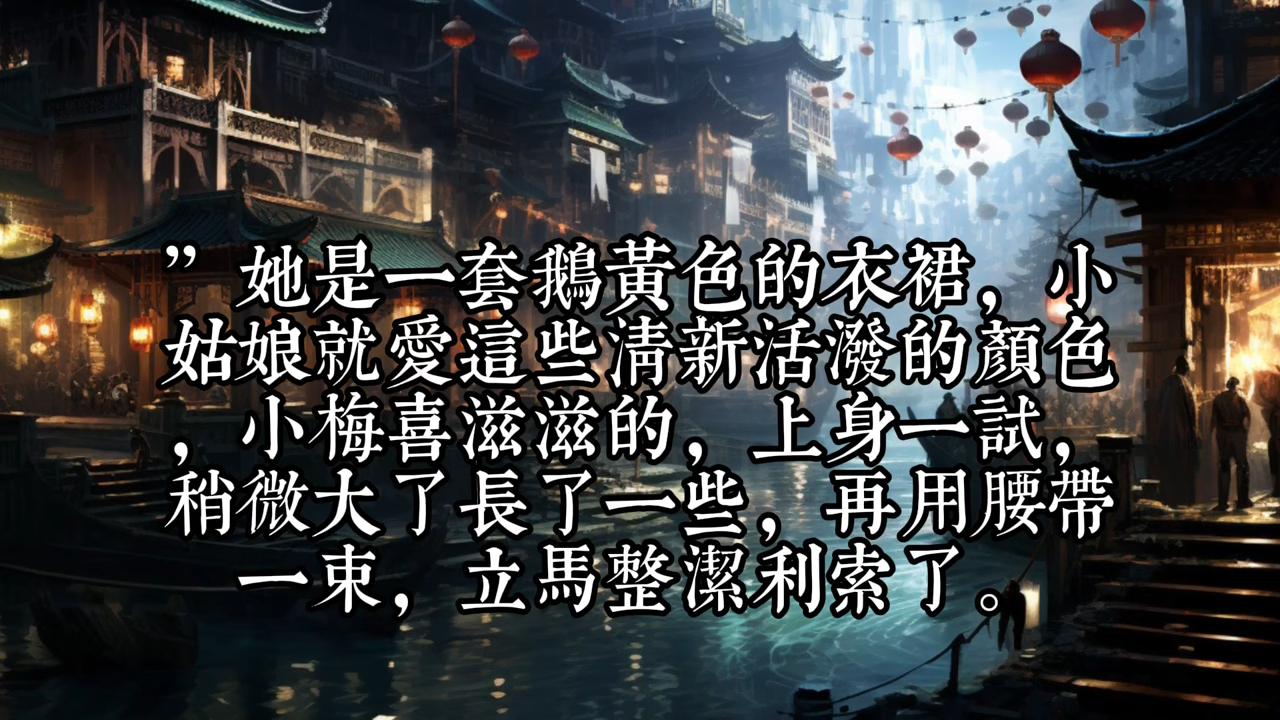 ”她是一套鵝黃色的衣裙，小
姑娘就愛這些清新活潑的顏色
，小梅喜滋滋的，上身一試，
稍微大了長了一些，再用腰帶
一束，立馬整潔利索了。